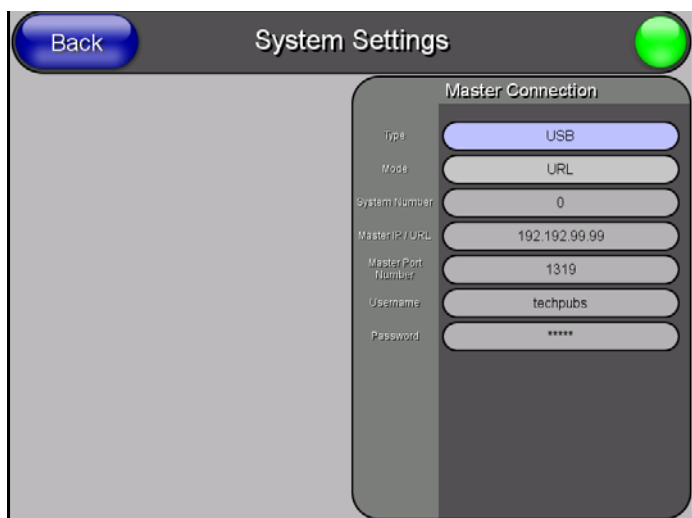 Back
System Settings
Master Connection
Type
USB
Mode
URL
System Number
0
Master IP / URL
192.192.99.99
Master Port
Number
1319
Username
techpubs
Password
*****